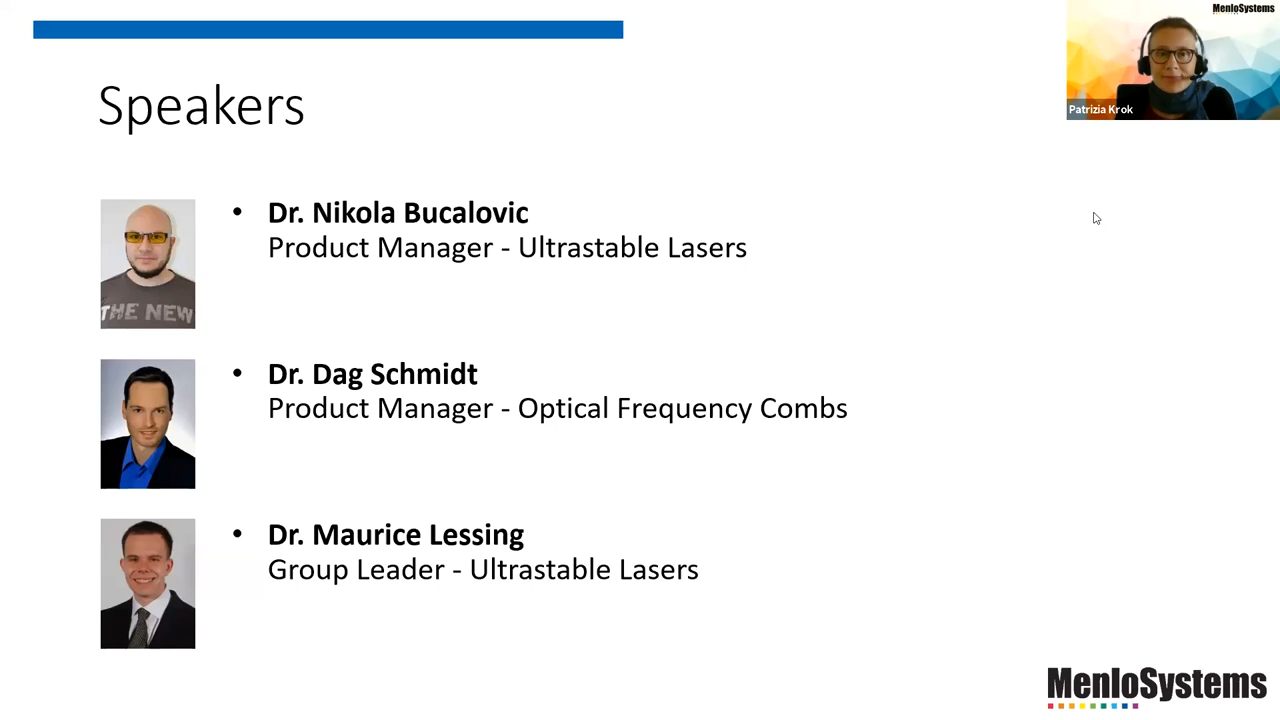 MenloSystems
Patrizia Krok
Speakers
• Dr. Nikola Bucalovic
Product Manager - Ultrastable Lasers
THE NEW
• Dr. Dag Schmidt
Product Manager - Optical Frequency Combs
• Dr. Maurice Lessing
Group Leader - Ultrastable Lasers
MenloSystems